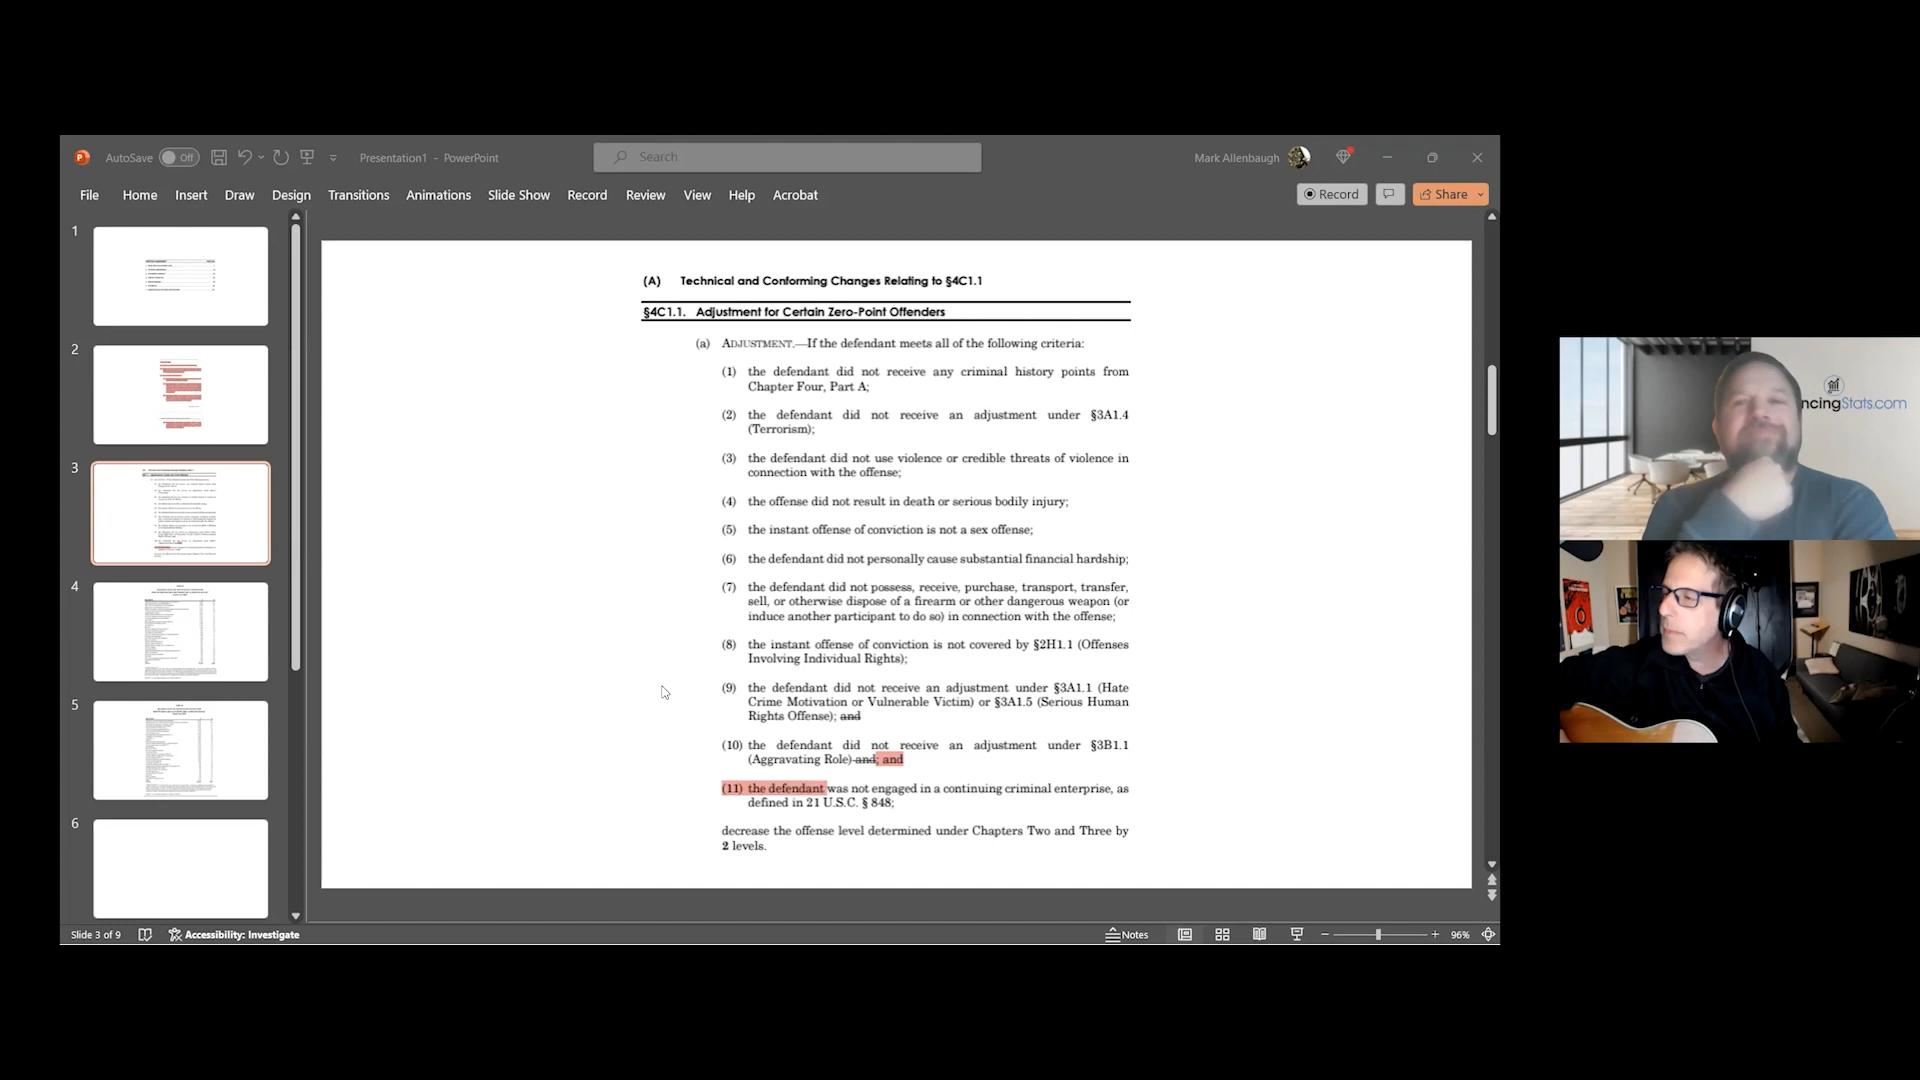 AutoSave Off Presentation1 - PowerPoint Search Mark Allenbaugh
File Home Insert Draw Design Transitions Animations Slide Show Record Review View Help Acrobat Record Share
1
2
3
4
5
6
(A) Technical and Conforming Changes Relating to §4C1.1
§4C1.1. Adjustment for Certain Zero-Point Offenders
(a) ADJUSTMENT.—If the defendant meets all of the following criteria:
(1) the defendant did not receive any criminal history points from
Chapter Four, Part A;
(2) the defendant did not receive an adjustment under §3A1.4
(Terrorism);
(3) the defendant did not use violence or credible threats of violence in
connection with the offense;
(4) the offense did not result in death or serious bodily injury;
(5) the instant offense of conviction is not a sex offense;
(6) the defendant did not personally cause substantial financial hardship;
(7) the defendant did not possess, receive, purchase, transport, transfer,
sell, or otherwise dispose of a firearm or other dangerous weapon (or
induce another participant to do so) in connection with the offense;
(8) the instant offense of conviction is not covered by §2H1.1 (Offenses
Involving Individual Rights);
(9) the defendant did not receive an adjustment under §3A1.1 (Hate
Crime Motivation or Vulnerable Victim) or §3A1.5 (Serious Human
Rights Offense); and
(10) the defendant did not receive an adjustment under §3B1.1
(Aggravating Role) and; and
(11) the defendant was not engaged in a continuing criminal enterprise, as
defined in 21 U.S.C. § 848;
decrease the offense level determined under Chapters Two and Three by
2 levels.
Slide 3 of 9 Accessibility: Investigate Notes 96%
ncingStats.com